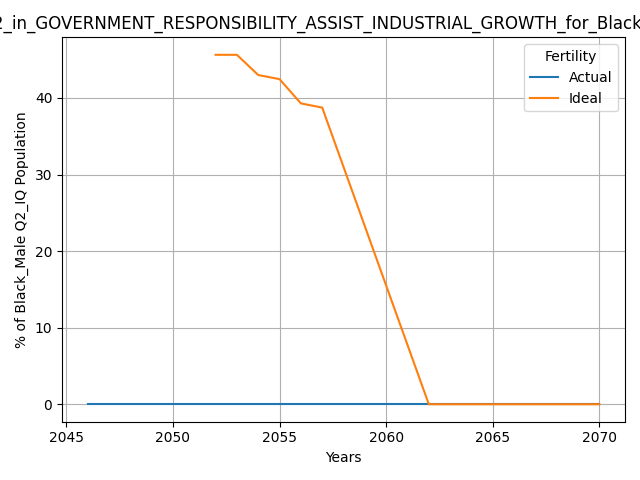 2_in_GOVERNMENT_RESPONSIBILITY_ASSIST_INDUSTRIAL_GROWTH_for_Black
Fertility
Actual
Ideal
% of Black_Male Q2_IQ Population
40
30
20
10
0
2045 2050 2055 2060 2065 2070
Years